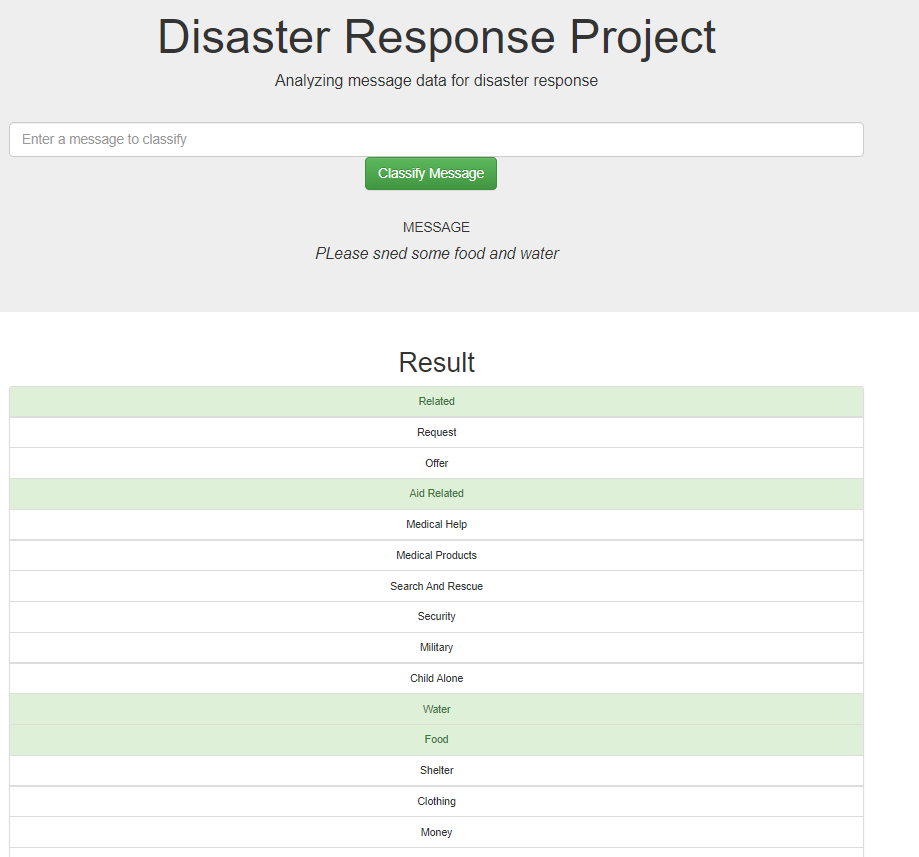 Disaster Response Project
Analyzing message data for disaster response
Enter a message to classify
Classify Message
MESSAGE
PLease sned some food and water
Result
Related
Request
Offer
Aid Related
Medical Help
Medical Products
Search And Rescue
Security
Military
Child Alone
Water
Food
Shelter
Clothing
Money